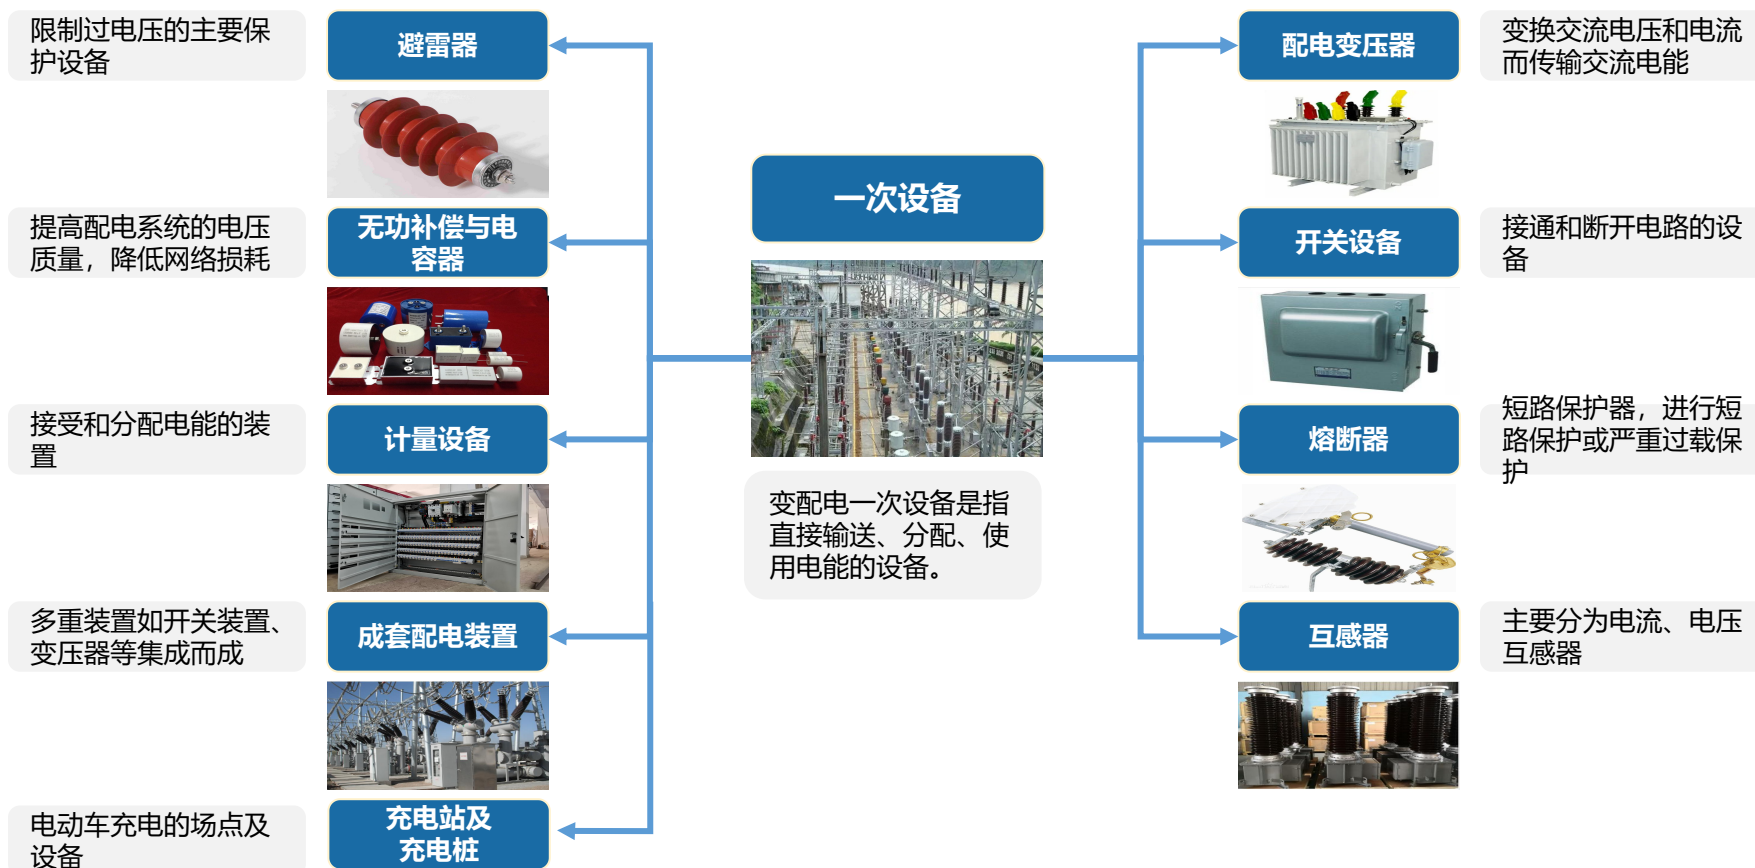 限制过电压的主要保
护设备
避雷器
提高配电系统的电压
质量，降低网络损耗
无功补偿与电
容器
接受和分配电能的装
置
计量设备
多重装置如开关装置、
变压器等集成而成
成套配电装置
电动车充电的场点及
设备
充电站及
充电桩
一次设备
变配电一次设备是指
直接输送、分配、使
用电能的设备。
配电变压器
变换交流电压和电流
而传输交流电能
开关设备
接通和断开电路的设
备
熔断器
短路保护器，进行短
路保护或严重过载保
护
互感器
主要分为电流、电压
互感器